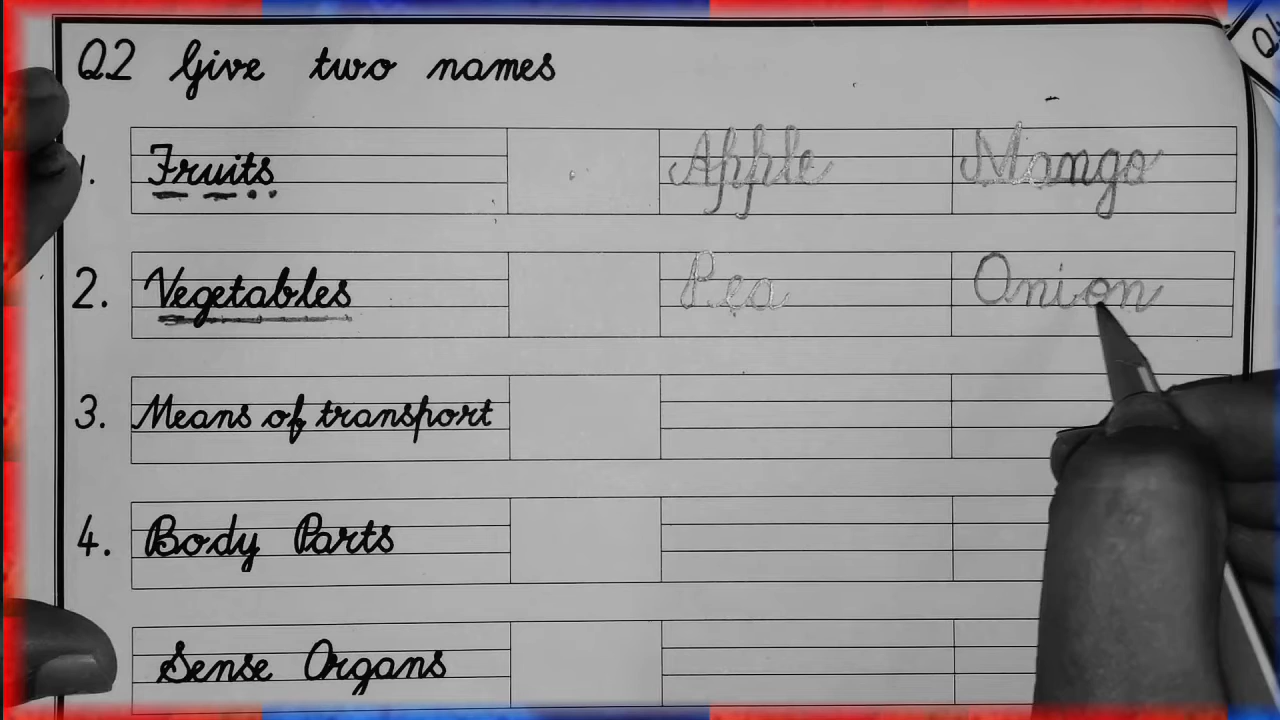 Q.2 Give two names
1. Fruits Apple Mango
2. Vegetables Pea Onion
3. Means of transport
4. Body Parts
Sense Organs